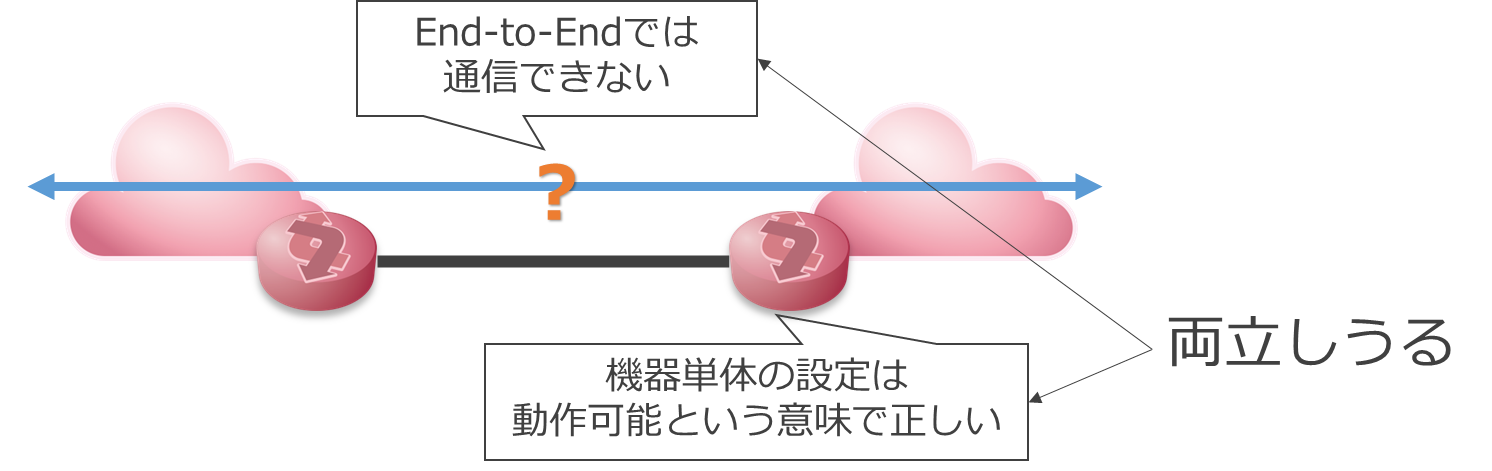 End-to-Endでは
通信できない
?
機器単体の設定は
動作可能という意味で正しい
両立しうる